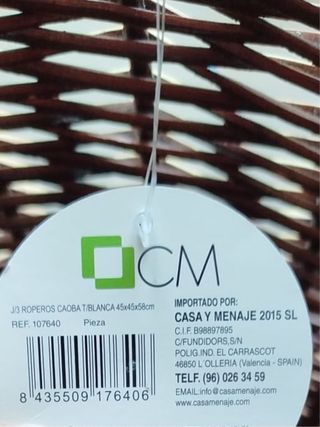 CM
J/3 ROPEROS CAOBA T/BLANCA 45x45x58cm
REF. 107640 Pieza
8 435509 176406
IMPORTADO POR:
CASA Y MENAJE 2015 SL
C.I.F. B98897895
C/FUNDIDORS,S/N
POLIG.IND. EL CARRASCOT
46850 L´OLLERIA (Valencia - SPAIN)
TELF. (96) 026 34 59
EMAIL:info@casamenaje.com
www.casamenaje.com